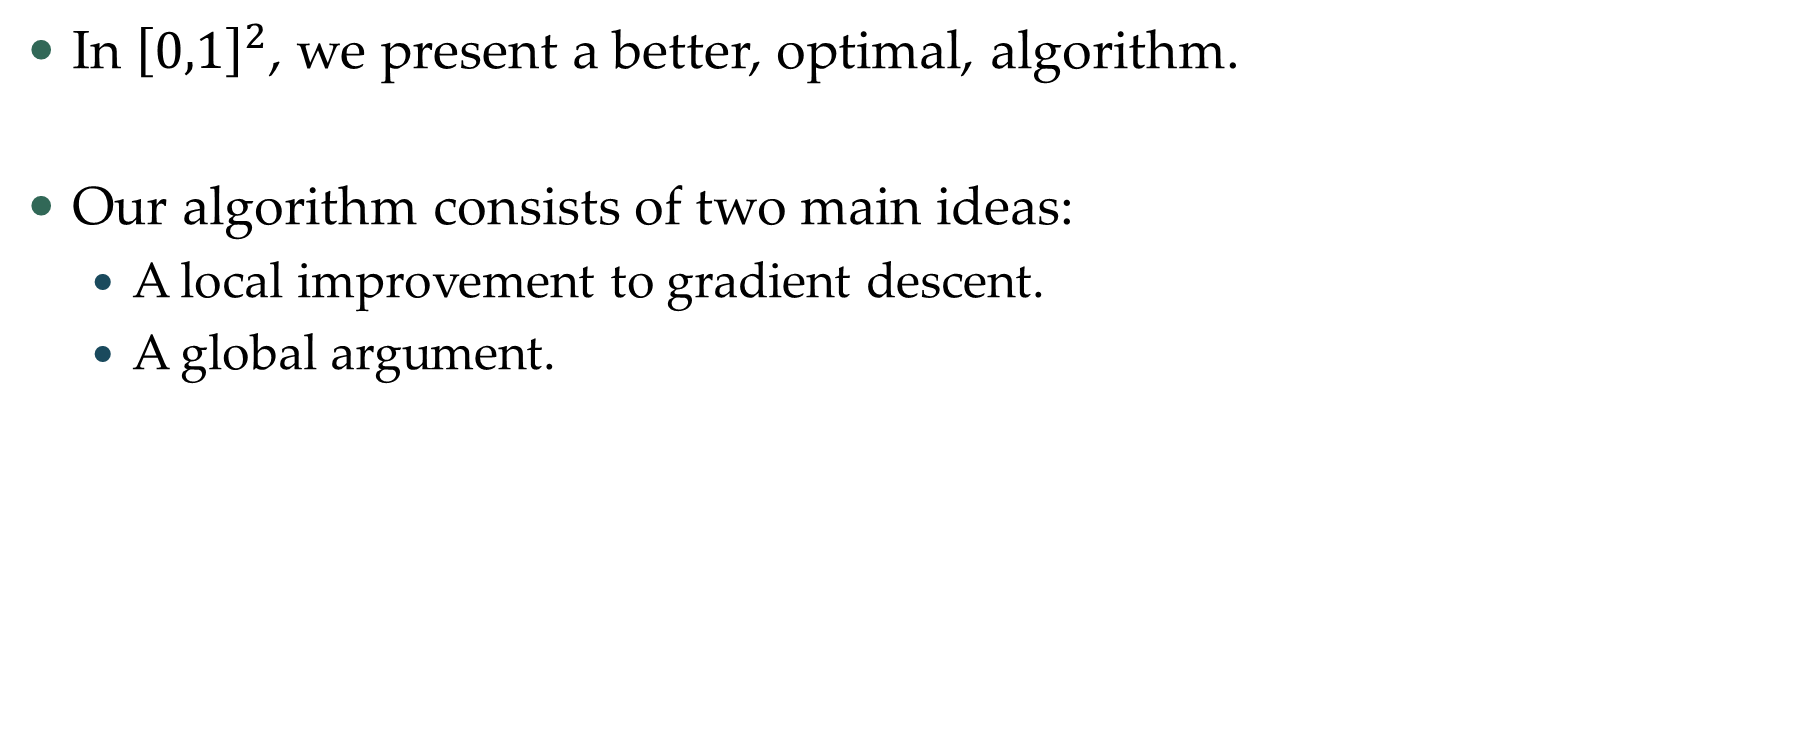 • In [0,1]², we present a better, optimal, algorithm.
• Our algorithm consists of two main ideas:
• A local improvement to gradient descent.
• A global argument.